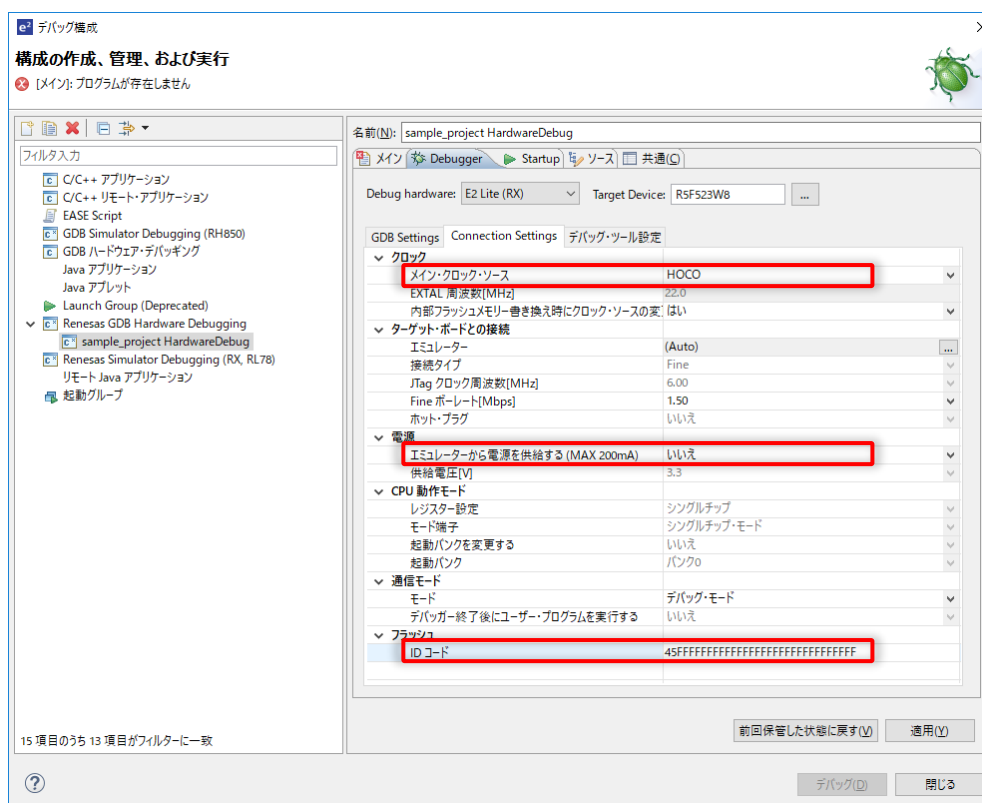 e² デバッグ構成
構成の作成、管理、および実行
[メイン]: プログラムが存在しません
フィルタ入力
C/C++ アプリケーション
C/C++ リモート・アプリケーション
EASE Script
GDB Simulator Debugging (RH850)
GDB ハードウェア・デバッギング
Java アプリケーション
Java アプレット
Launch Group (Deprecated)
Renesas GDB Hardware Debugging
sample_project HardwareDebug
Renesas Simulator Debugging (RX, RL78)
リモート Java アプリケーション
起動グループ
15 項目のうち 13 項目がフィルターに一致
名前(N): sample_project HardwareDebug
メイン Debugger Startup ソース 共通(C)
Debug hardware: E2 Lite (RX) Target Device: R5F523W8 ...
GDB Settings Connection Settings デバッグ・ツール設定
クロック
メイン・クロック・ソース HOCO
EXTAL 周波数[MHz] 22.0
内部フラッシュメモリー書き換え時にクロック・ソースの変 はい
ターゲット・ボードとの接続
エミュレーター (Auto) ...
接続タイプ Fine
JTag クロック周波数[MHz] 6.00
Fine ボーレート[Mbps] 1.50
ホット・プラグ いいえ
電源
エミュレーターから電源を供給する (MAX 200mA) いいえ
供給電圧[V] 3.3
CPU 動作モード
レジスター設定 シングルチップ
モード端子 シングルチップ・モード
起動バンクを変更する いいえ
起動バンク バンク0
通信モード
モード デバッグ・モード
デバッガー終了後にユーザー・プログラムを実行する いいえ
フラッシュ
ID コード 45FFFFFFFFFFFFFFFFFFFFFFFFFFFFFF
前回保管した状態に戻す(V) 適用(Y)
デバッグ(D) 閉じる